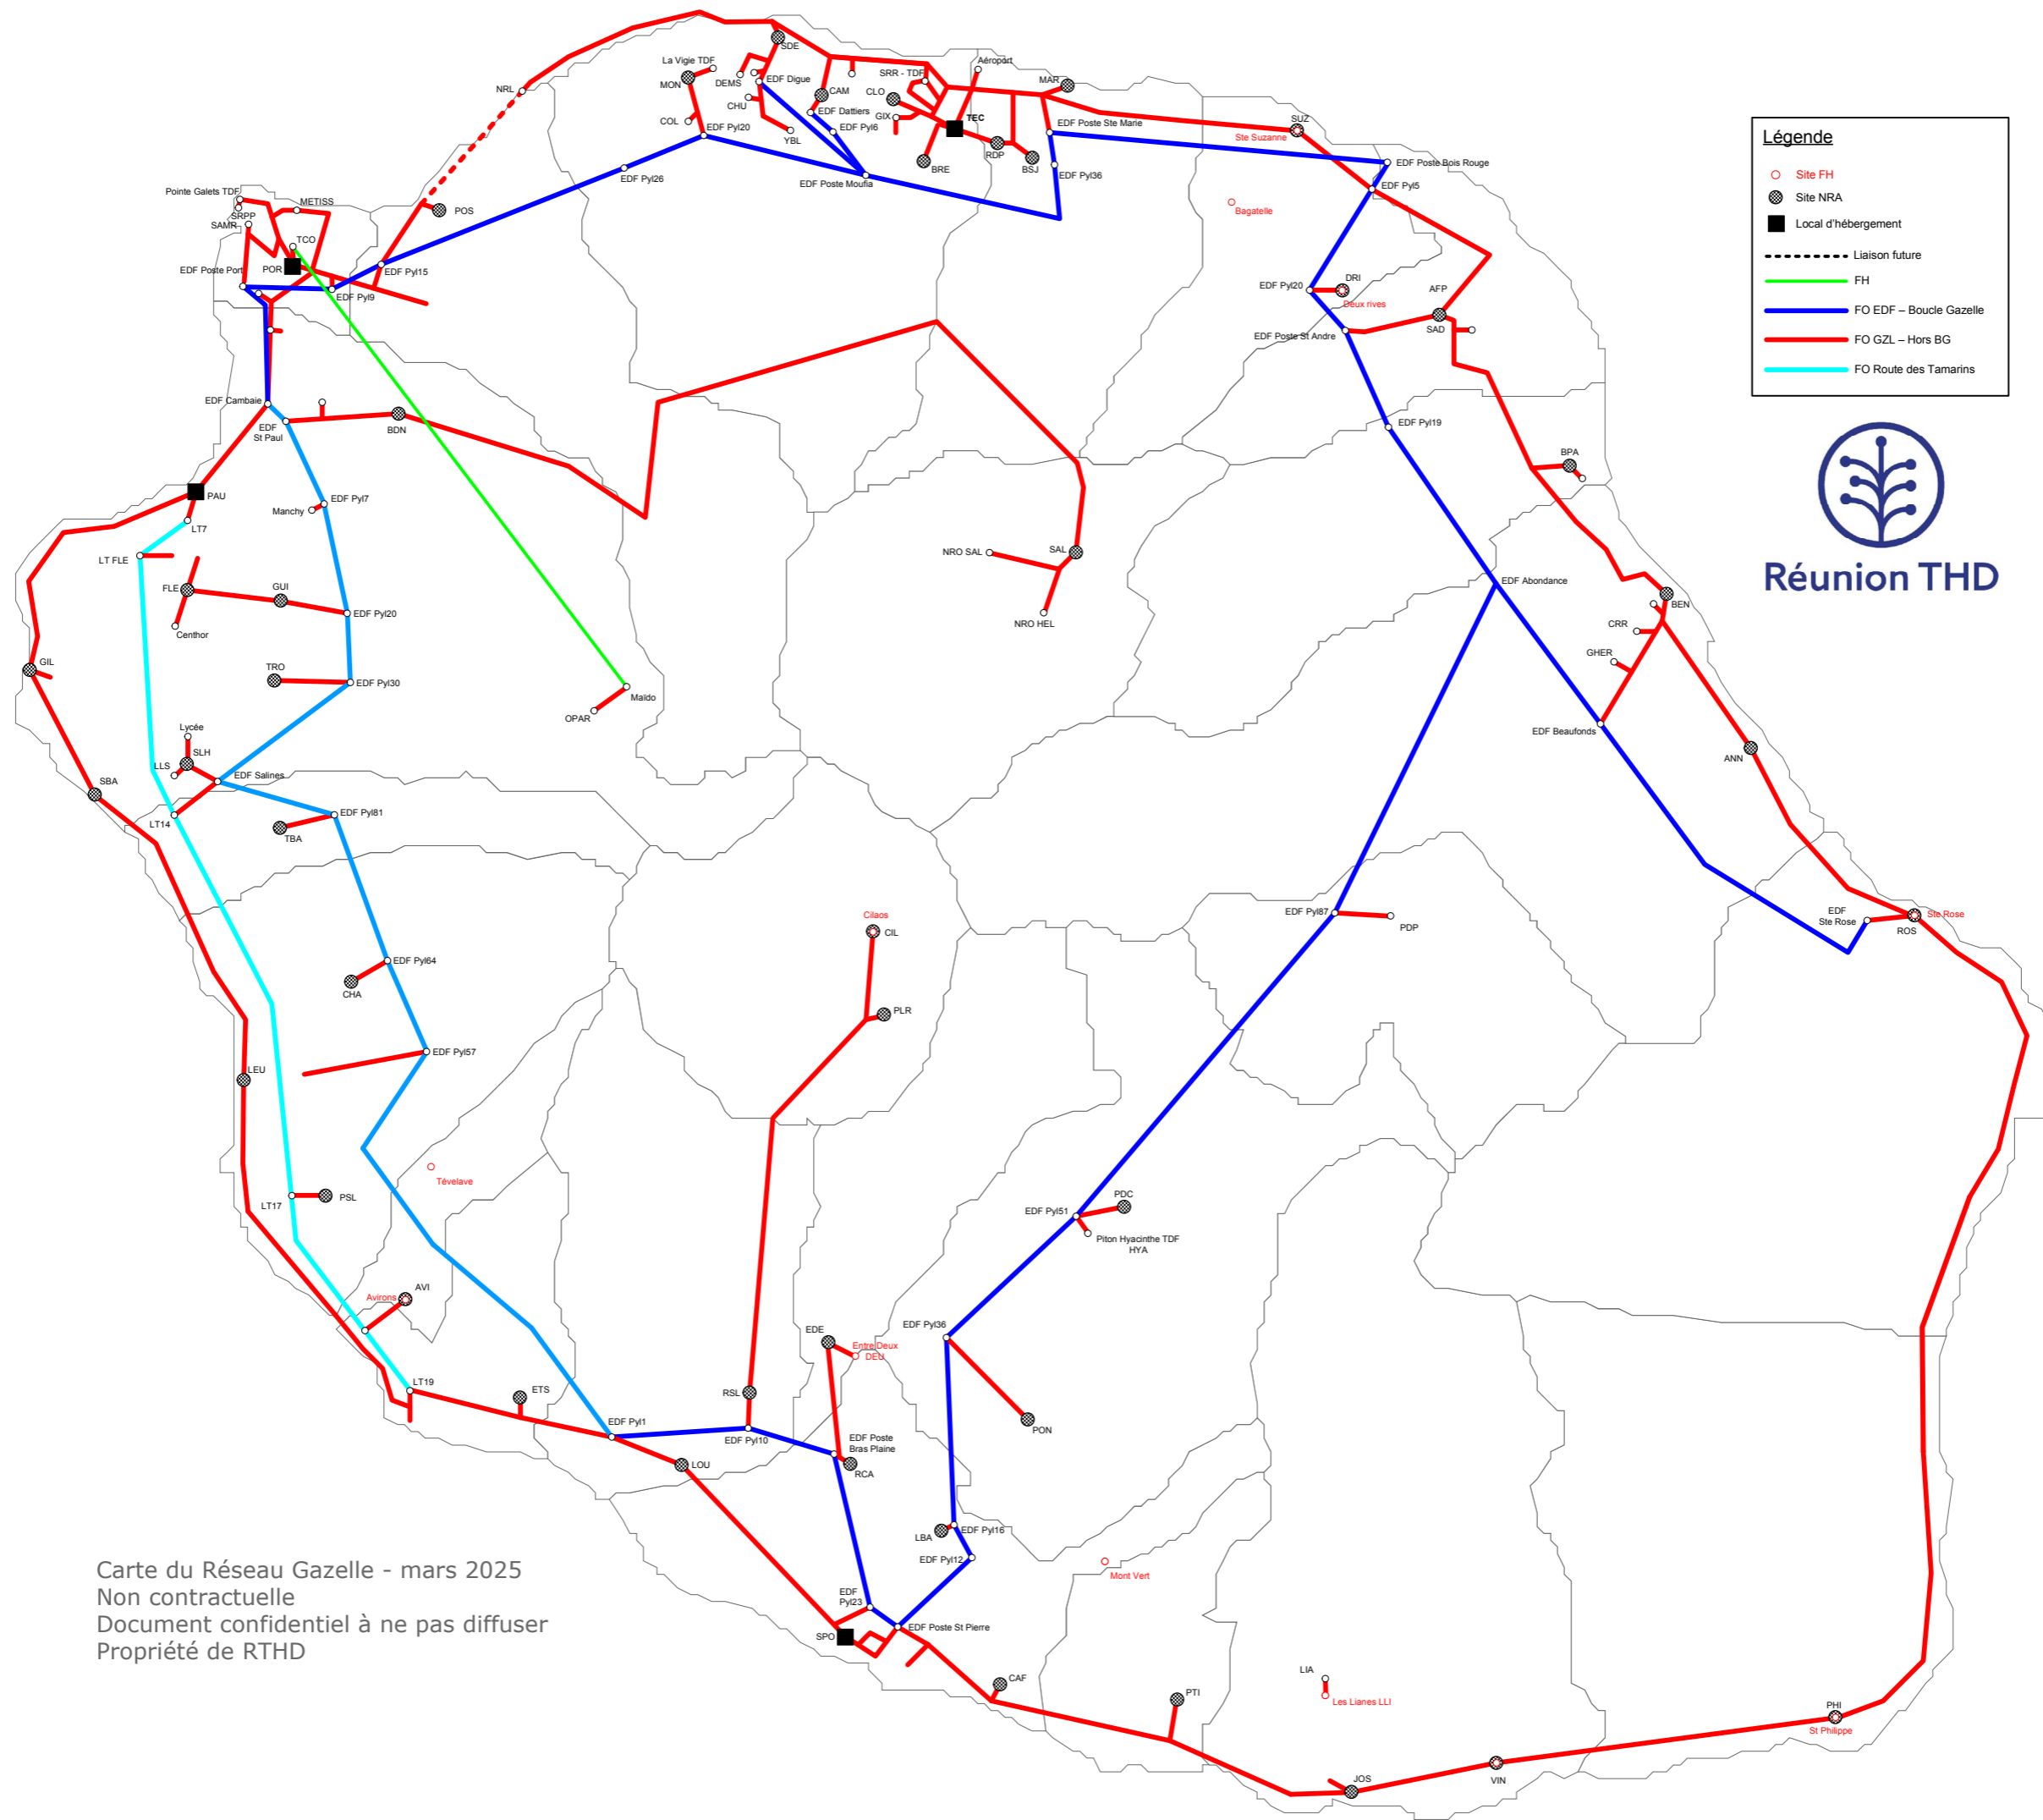 SDE
La Vigie TDF
MON
DEMS
EDF Digue
CHU
COL
YBL
EDF Pyl20
CAM
EDF Dattiers
EDF Pyl6
SRR - TDF
CLO
GIX
Aéroport
TEC
BRE
RDP
BSJ
MAR
NRL
EDF Poste Ste Marie
EDF Pyl36
EDF Poste Moufia
EDF Pyl26
SUZ
Ste Suzanne
EDF Poste Bois Rouge
EDF Pyl5
Bagatelle
Pointe Galets TDF
SRPP
SAMR
METISS
TCO
POR
POS
EDF Poste Port
EDF Pyl15
EDF Pyl9
EDF Pyl20
DRI
Deux rives
AFP
SAD
EDF Poste St Andre
Légende
Site FH
Site NRA
Local d'hébergement
Liaison future
FH
FO EDF – Boucle Gazelle
FO GZL – Hors BG
FO Route des Tamarins
Réunion THD
EDF Cambaie
EDF
St Paul
BDN
EDF Pyl19
BPA
PAU
LT7
Manchy
EDF Pyl7
LT FLE
FLE
GUI
EDF Pyl20
Centhor
NRO SAL
SAL
NRO HEL
EDF Abondance
BEN
CRR
GHER
GIL
TRO
EDF Pyl30
Maïdo
OPAR
EDF Beaufonds
ANN
Lycée
SLH
LLS
EDF Salines
SBA
LT14
EDF Pyl81
TBA
Cilaos
CIL
EDF Pyl87
PDP
EDF
Ste Rose
Ste Rose
ROS
EDF Pyl64
CHA
PLR
EDF Pyl57
LEU
Tévelave
LT17
PSL
PDC
EDF Pyl51
Piton Hyacinthe TDF
HYA
AVI
Avirons
EDE
Entre Deux
DEU
EDF Pyl36
LT19
ETS
RSL
EDF Pyl1
EDF Pyl10
EDF Poste
Bras Plaine
RCA
PON
LOU
LBA
EDF Pyl16
EDF Pyl12
Mont Vert
EDF
Pyl23
EDF Poste St Pierre
SPO
CAF
PTI
LIA
Les Lianes LLI
PHI
St Philippe
VIN
JOS
Carte du Réseau Gazelle - mars 2025
Non contractuelle
Document confidentiel à ne pas diffuser
Propriété de RTHD